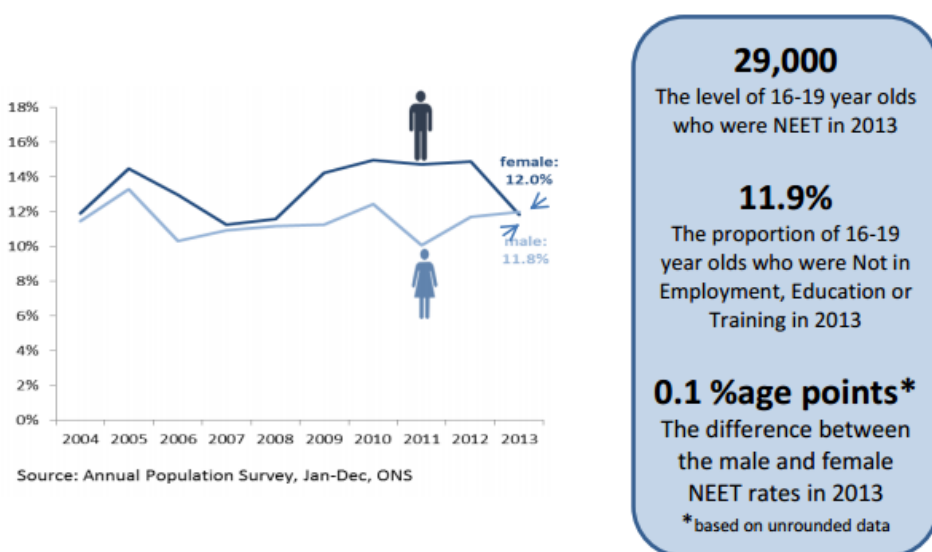 18%
16%
14%
12%
10%
8%
6%
4%
2%
0%
2004 2005 2006 2007 2008 2009 2010 2011 2012 2013
female:
12.0%
male:
11.8%
Source: Annual Population Survey, Jan-Dec, ONS
29,000
The level of 16-19 year olds
who were NEET in 2013
11.9%
The proportion of 16-19
year olds who were Not in
Employment, Education or
Training in 2013
0.1 %age points*
The difference between
the male and female
NEET rates in 2013
*based on unrounded data